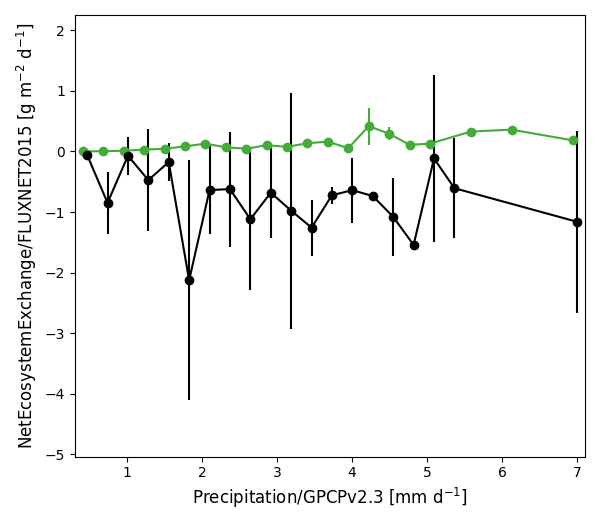 NetEcosystemExchange/FLUXNET2015 [g m⁻² d⁻¹]
2
1
0
−1
−2
−3
−4
−5
1 2 3 4 5 6 7
Precipitation/GPCPv2.3 [mm d⁻¹]